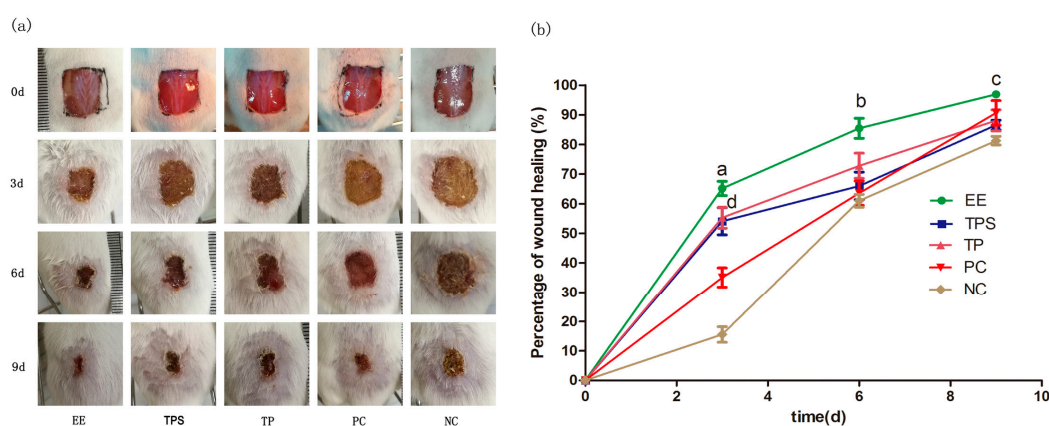 (a)
0d
3d
6d
9d
EE TPS TP PC NC
(b)
Percentage of wound healing (%)
100
90
80
70
60
50
40
30
20
10
0
a
d
b
c
EE
TPS
TP
PC
NC
0 2 4 6 8 10
time(d)